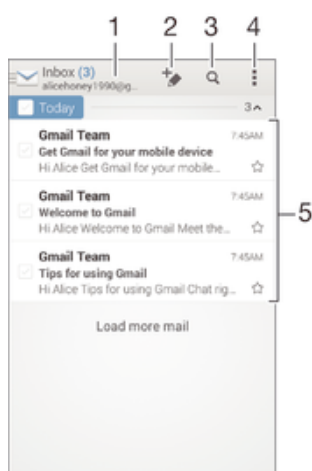 1 2 3 4
Inbox (3)
alicehoney1990@g...
Today 3
Gmail Team 7:45AM
Get Gmail for your mobile device
Hi Alice Get Gmail for your mobile...
Gmail Team 7:45AM
Welcome to Gmail
Hi Alice Welcome to Gmail Meet the...
5
Gmail Team 7:45AM
Tips for using Gmail
Hi Alice Tips for using Gmail Chat rig...
Load more mail